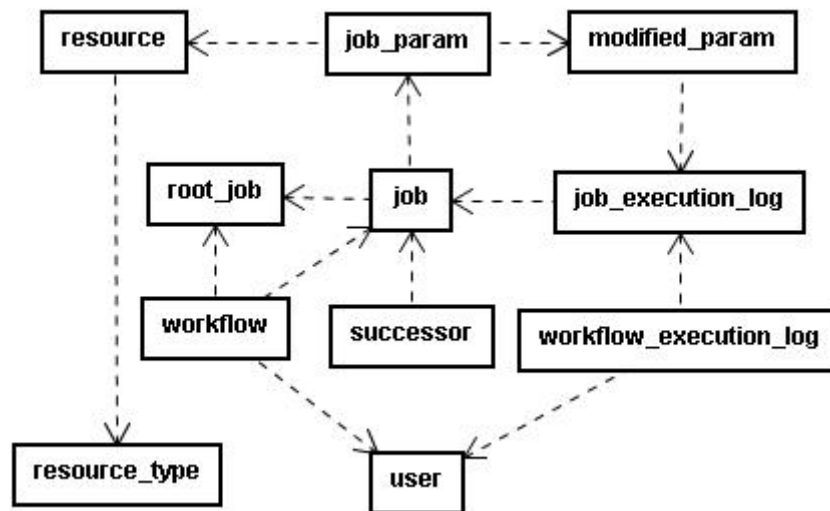 resource
job_param
modified_param
root_job
job
job_execution_log
workflow
successor
workflow_execution_log
resource_type
user